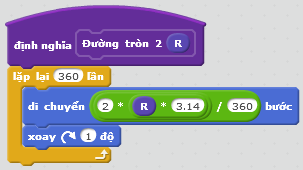 định nghĩa Đường tròn 2 R
lặp lại 360 lần
di chuyển 2 * R * 3.14 / 360 bước
xoay 1 độ